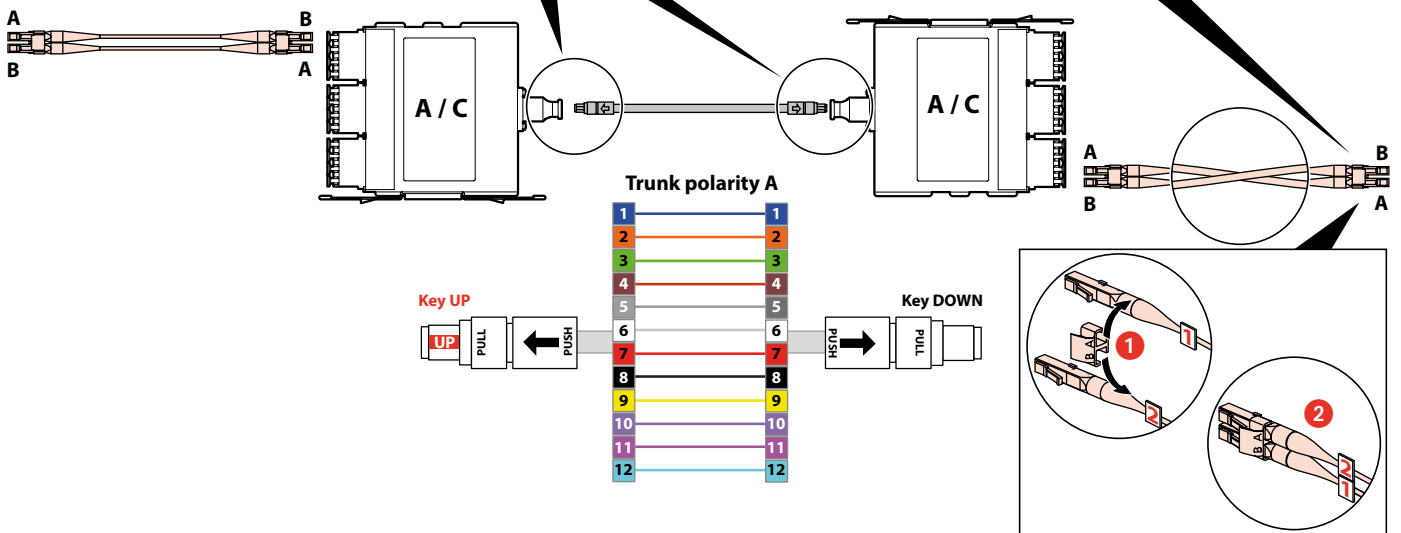 A B
B A
A / C
A / C
A B
B A
Trunk polarity A
1 1
2 2
3 3
4 4
5 5
6 6
7 7
8 8
9 9
10 10
11 11
12 12
Key UP
UP PULL PUSH
Key DOWN
PUSH PULL
1
B A
1
2
2
B A
2
1